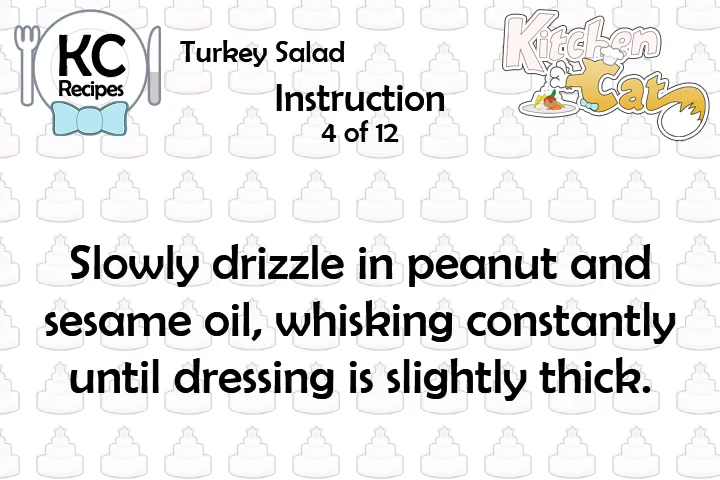 KC
Recipes
Turkey Salad
Kitchen
Cat
Instruction
4 of 12
Slowly drizzle in peanut and
sesame oil, whisking constantly
until dressing is slightly thick.